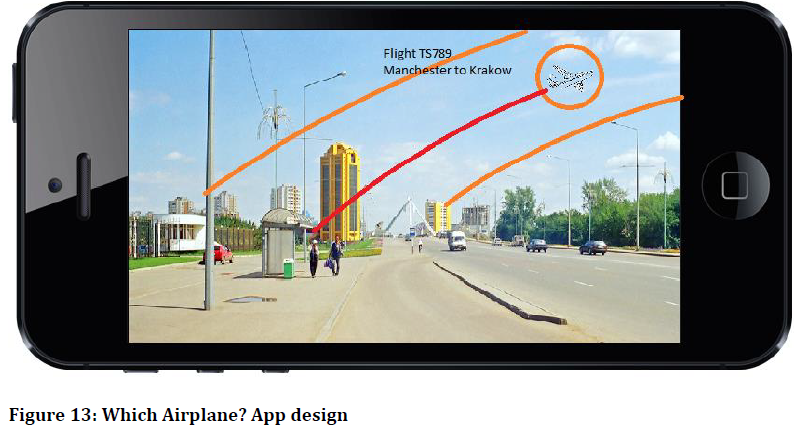 Flight TS789
Manchester to Krakow
Figure 13: Which Airplane? App design